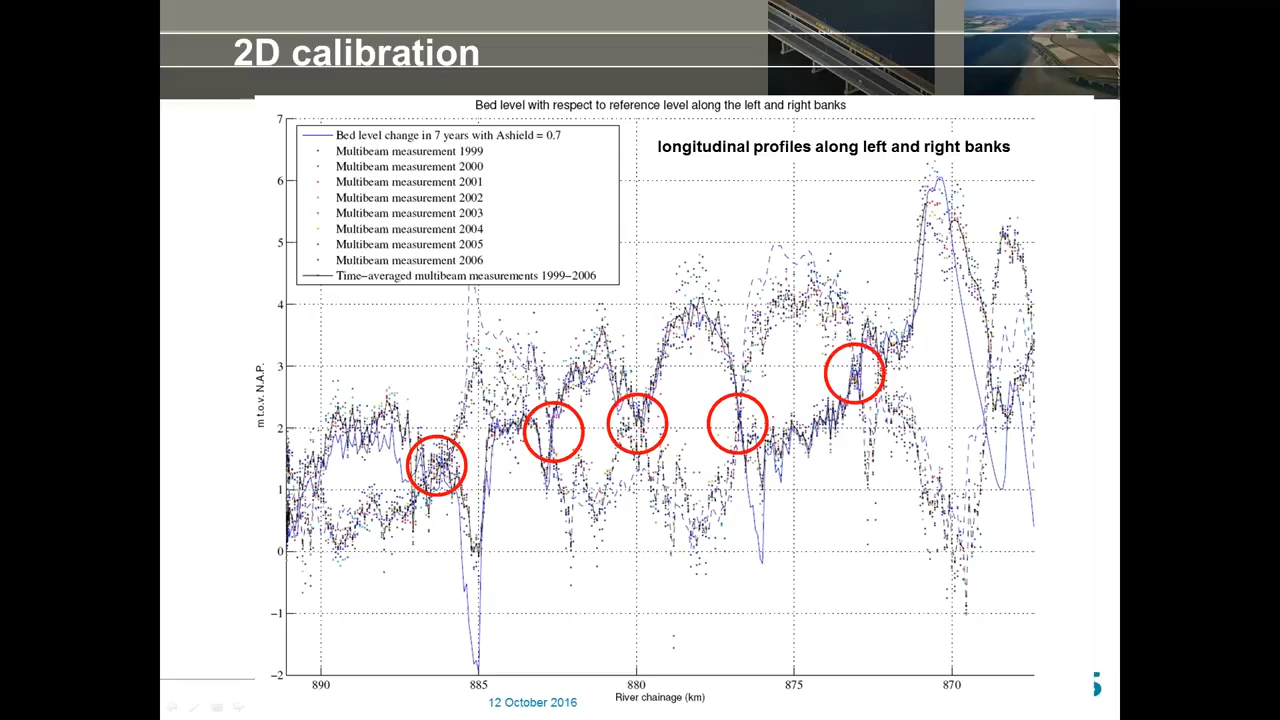 2D calibration
Bed level with respect to reference level along the left and right banks
longitudinal profiles along left and right banks
Bed level change in 7 years with Ashield = 0.7
Multibeam measurement 1999
Multibeam measurement 2000
Multibeam measurement 2001
Multibeam measurement 2002
Multibeam measurement 2003
Multibeam measurement 2004
Multibeam measurement 2005
Multibeam measurement 2006
Time−averaged multibeam measurements 1999−2006
7
6
5
4
3
2
1
0
−1
−2
m t.o.v. N.A.P.
890 885 880 875 870
River chainage (km)
12 October 2016